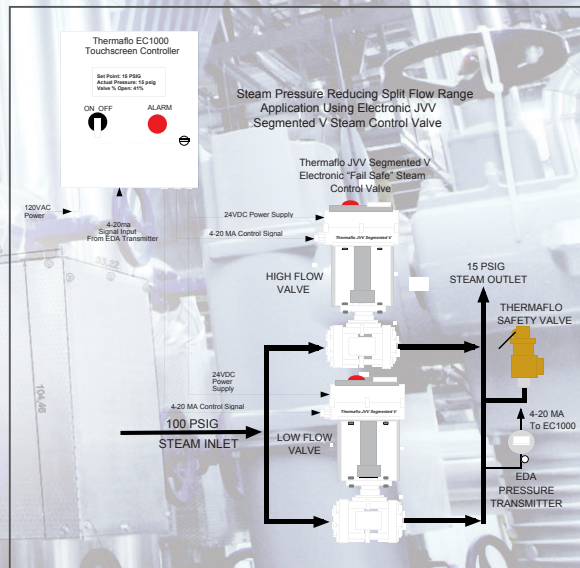 Thermaflo EC1000
Touchscreen Controller
Set Point: 15 PSIG
Actual Pressure: 15 psig
Valve % Open: 41%
ON OFF
ALARM
Steam Pressure Reducing Split Flow Range
Application Using Electronic JVV
Segmented V Steam Control Valve
Thermaflo JVV Segmented V
Electronic "Fail Safe" Steam
Control Valve
120VAC
Power
4-20ma
Signal Input
From EDA Transmitter
24VDC Power Supply
4-20 MA Control Signal
Thermaflo JVV Segmented V
HIGH FLOW
VALVE
15 PSIG
STEAM OUTLET
THERMAFLO
SAFETY VALVE
33,22
104,46
24VDC
Power
Supply
4-20 MA Control Signal
Thermaflo JVV Segmented V
100 PSIG
STEAM INLET
LOW FLOW
VALVE
4-20 MA
To EC1000
EDA
PRESSURE
TRANSMITTER